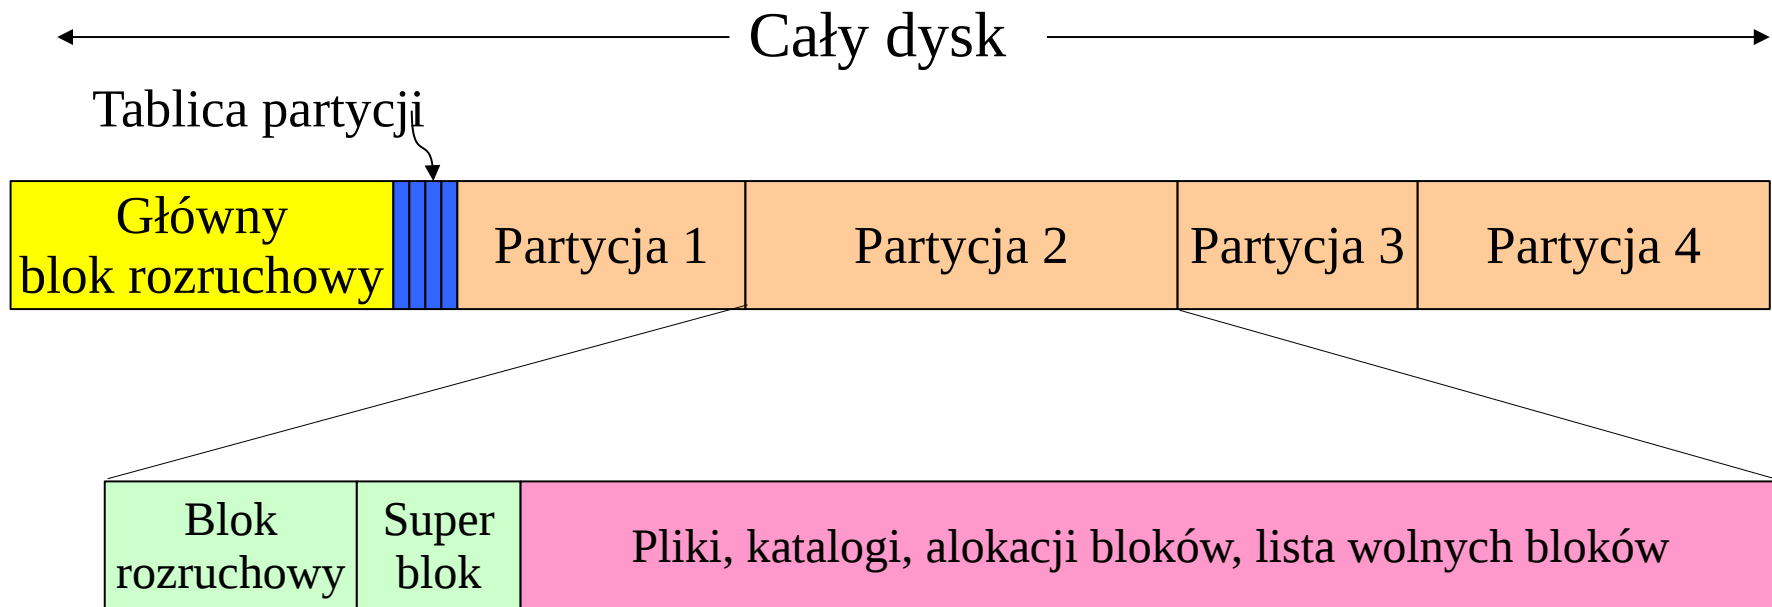 Cały dysk
Tablica partycji
Główny
blok rozruchowy
Partycja 1
Partycja 2
Partycja 3
Partycja 4
Blok
rozruchowy
Super
blok
Pliki, katalogi, alokacji bloków, lista wolnych bloków